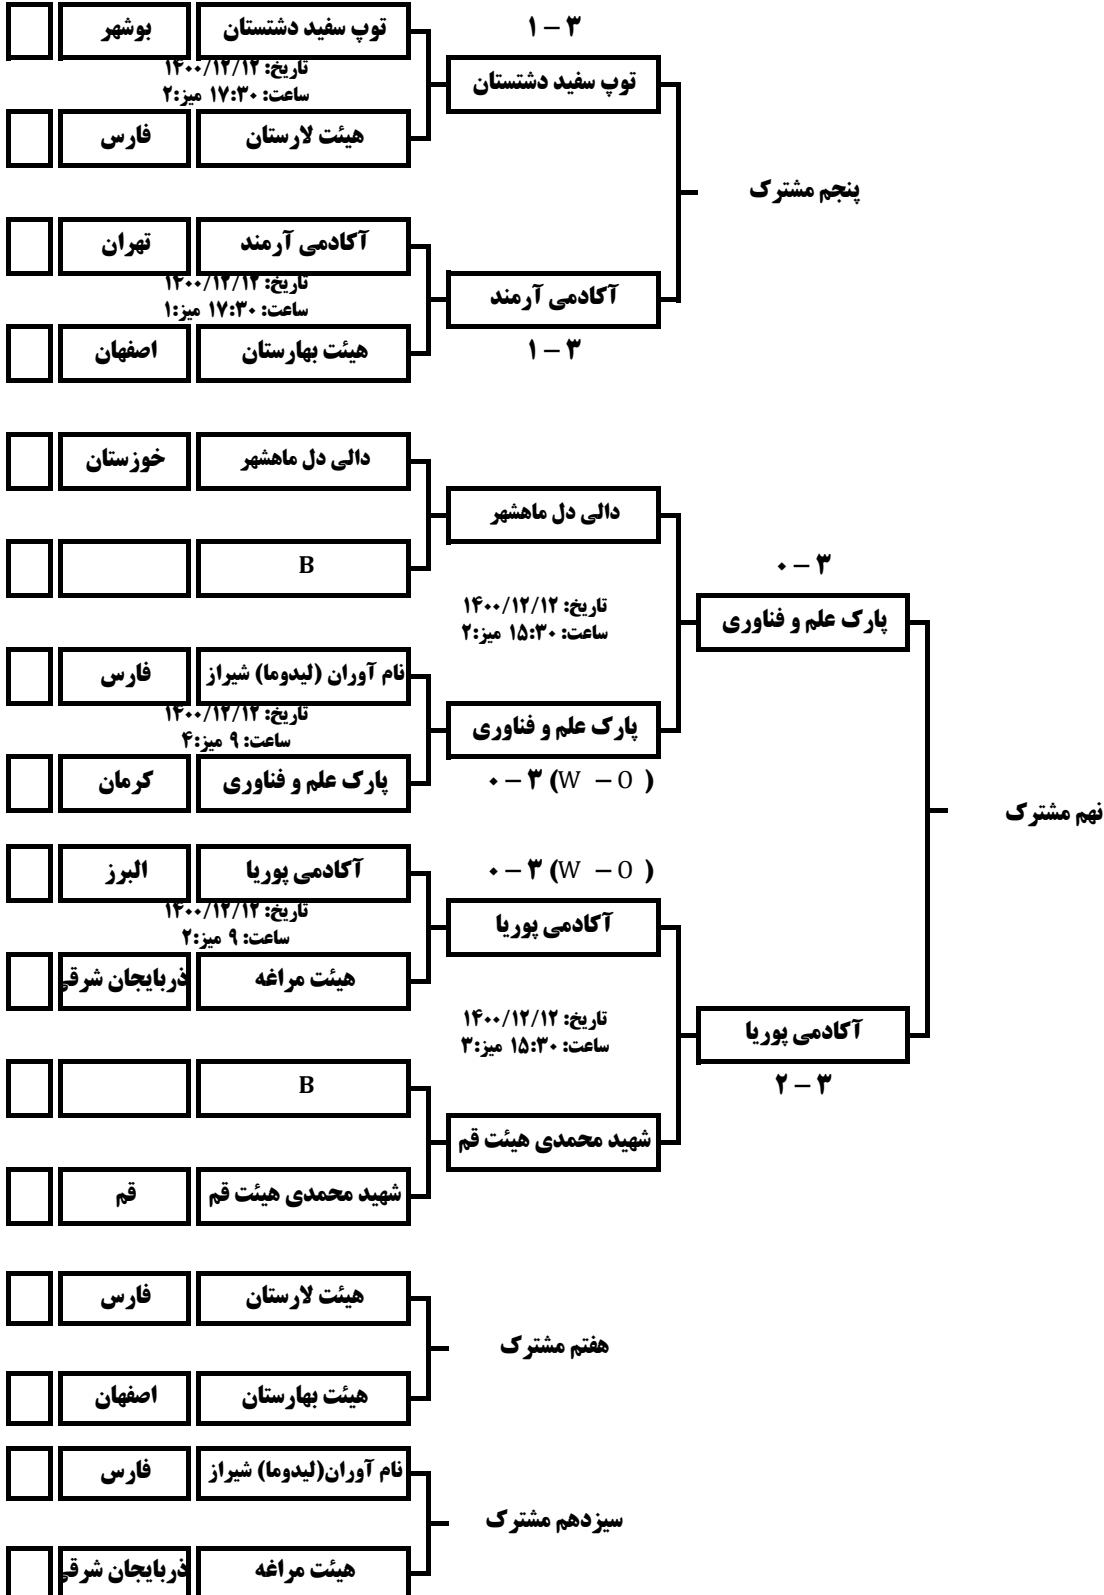 توپ سفید دشتستان بوشهر
۳ – ۱
تاریخ: ۱۴۰۰/۱۲/۱۲
ساعت: ۱۷:۳۰ میز:۲
توپ سفید دشتستان
هیئت لارستان فارس
پنجم مشترک
آکادمی آرمند تهران
تاریخ: ۱۴۰۰/۱۲/۱۲
ساعت: ۱۷:۳۰ میز:۱
آکادمی آرمند
هیئت بهارستان اصفهان
۳ – ۱
دالی دل ماهشهر خوزستان
دالی دل ماهشهر
B
۳ – ۰
تاریخ: ۱۴۰۰/۱۲/۱۲
ساعت: ۱۵:۳۰ میز:۲
پارک علم و فناوری
نام آوران (لیدوما) شیراز فارس
تاریخ: ۱۴۰۰/۱۲/۱۲
ساعت: ۹ میز:۴
پارک علم و فناوری
پارک علم و فناوری کرمان
۰ – ۳ (W – O )
نهم مشترک
آکادمی پوریا البرز
۰ – ۳ (W – O )
تاریخ: ۱۴۰۰/۱۲/۱۲
ساعت: ۹ میز:۲
آکادمی پوریا
هیئت مراغه ذربایجان شرقی
تاریخ: ۱۴۰۰/۱۲/۱۲
ساعت: ۱۵:۳۰ میز:۳
آکادمی پوریا
۳ – ۲
B
شهید محمدی هیئت قم
شهید محمدی هیئت قم قم
هیئت لارستان فارس
هفتم مشترک
هیئت بهارستان اصفهان
نام آوران(لیدوما) شیراز فارس
سیزدهم مشترک
هیئت مراغه ذربایجان شرقی